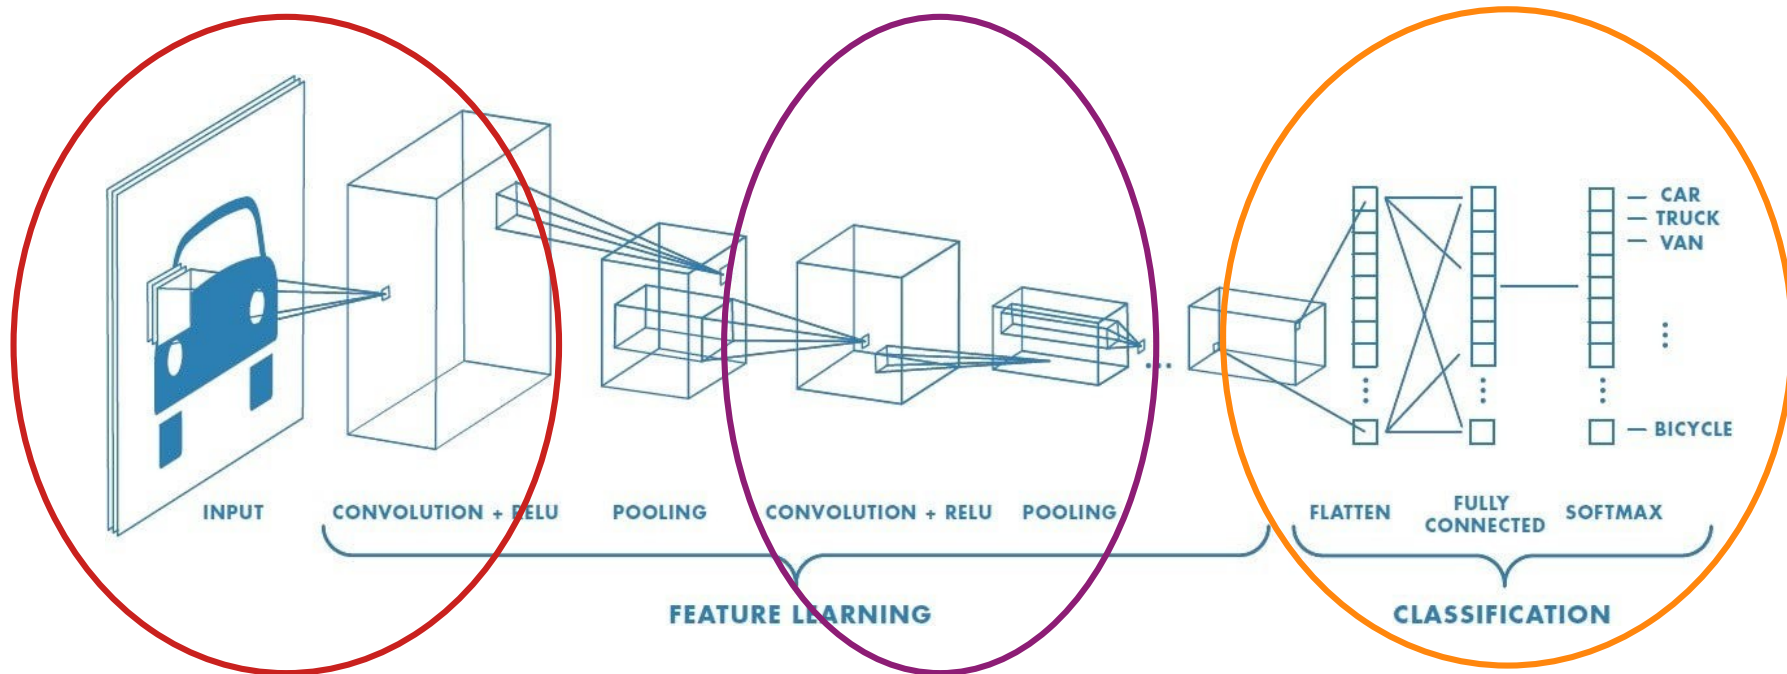 CAR
TRUCK
VAN
BICYCLE
INPUT
CONVOLUTION + RELU
POOLING
CONVOLUTION + RELU
POOLING
FLATTEN
FULLY
CONNECTED
SOFTMAX
FEATURE LEARNING
CLASSIFICATION